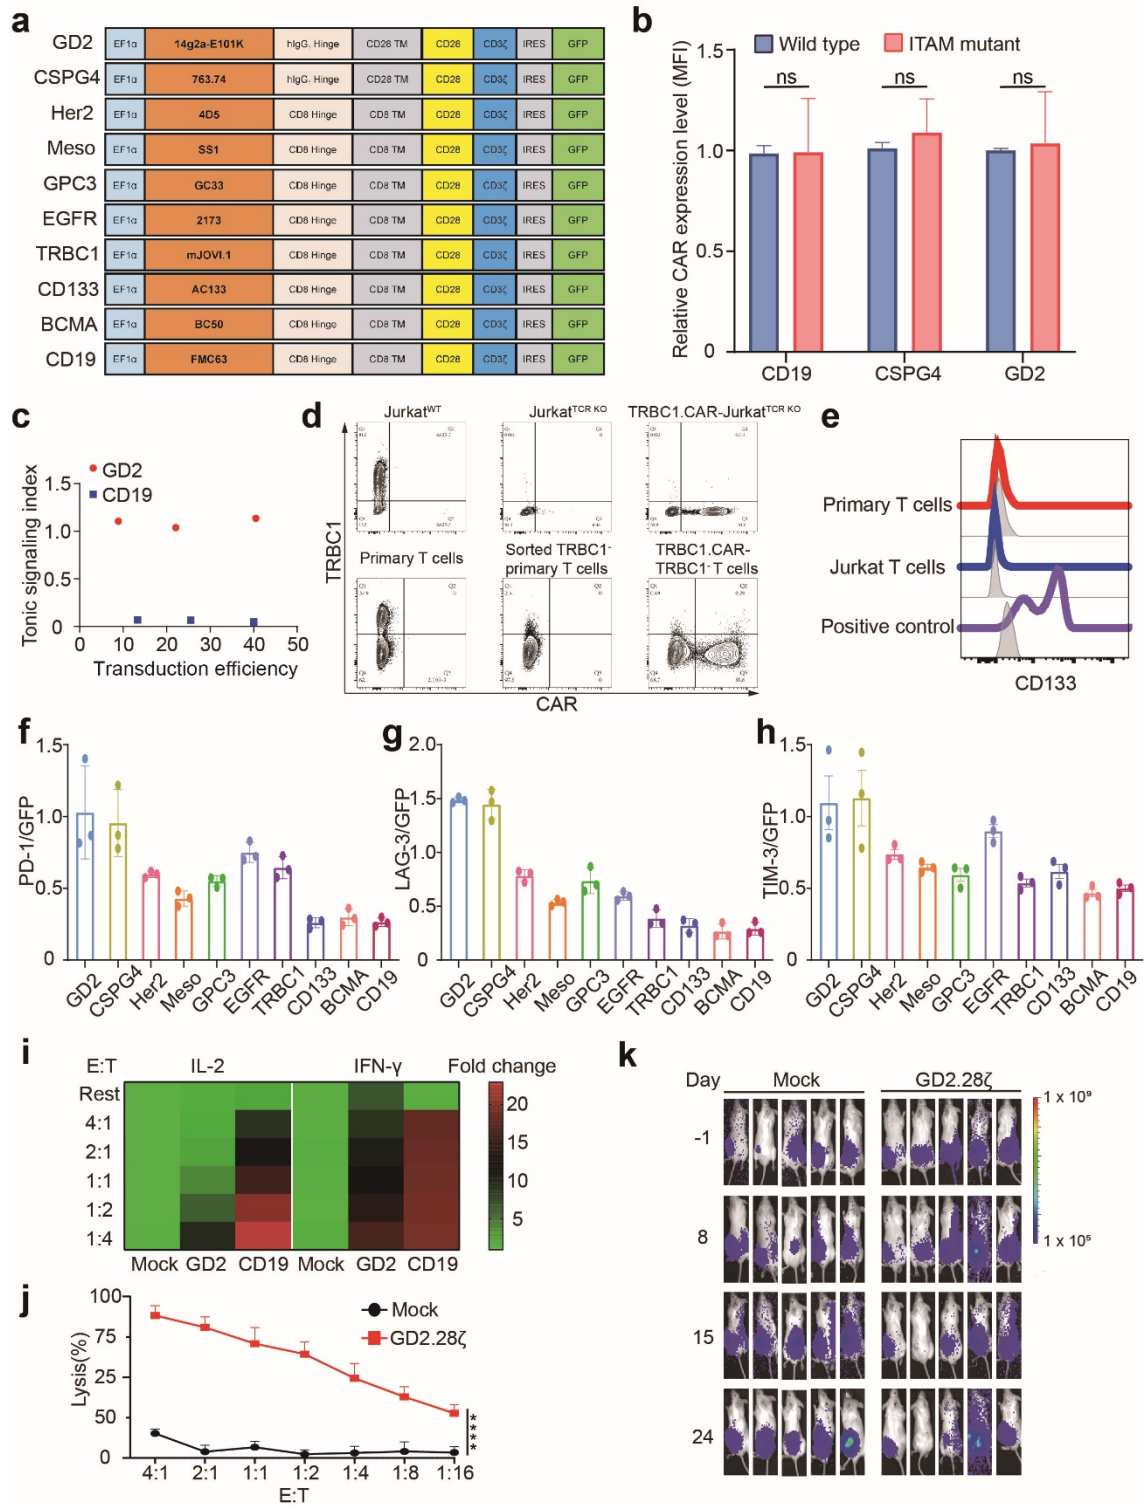 a
GD2 EF1α 14g2a-E101K hIgG₁ Hinge CD28 TM CD28 CD3ζ IRES GFP
CSPG4 EF1α 763.74 hIgG₁ Hinge CD28 TM CD28 CD3ζ IRES GFP
Her2 EF1α 4D5 CD8 Hinge CD8 TM CD28 CD3ζ IRES GFP
Meso EF1α SS1 CD8 Hinge CD8 TM CD28 CD3ζ IRES GFP
GPC3 EF1α GC33 CD8 Hinge CD8 TM CD28 CD3ζ IRES GFP
EGFR EF1α 2173 CD8 Hinge CD8 TM CD28 CD3ζ IRES GFP
TRBC1 EF1α mJOVI.1 CD8 Hinge CD8 TM CD28 CD3ζ IRES GFP
CD133 EF1α AC133 CD8 Hinge CD8 TM CD28 CD3ζ IRES GFP
BCMA EF1α BC50 CD8 Hinge CD8 TM CD28 CD3ζ IRES GFP
CD19 EF1α FMC63 CD8 Hinge CD8 TM CD28 CD3ζ IRES GFP
b
Wild type ITAM mutant
Relative CAR expression level (MFI)
1.5
1.0
0.5
0
ns ns ns
CD19 CSPG4 GD2
c
GD2
CD19
Tonic signaling index
1.5
1.0
0.5
0
0 10 20 30 40 50
Transduction efficiency
d
Jurkat^WT Jurkat^TCR KO TRBC1.CAR-Jurkat^TCR KO
TRBC1
Primary T cells
Sorted TRBC1⁻
primary T cells
TRBC1.CAR-
TRBC1⁻ T cells
CAR
e
Primary T cells
Jurkat T cells
Positive control
CD133
f
PD-1/GFP
1.5
1.0
0.5
0
GD2 CSPG4 Her2 Meso GPC3 EGFR TRBC1 CD133 BCMA CD19
g
LAG-3/GFP
2.0
1.5
1.0
0.5
0
GD2 CSPG4 Her2 Meso GPC3 EGFR TRBC1 CD133 BCMA CD19
h
TIM-3/GFP
1.5
1.0
0.5
0
GD2 CSPG4 Her2 Meso GPC3 EGFR TRBC1 CD133 BCMA CD19
i
E:T IL-2 IFN-γ Fold change
Rest
4:1
2:1
1:1
1:2
1:4
20
15
10
5
Mock GD2 CD19 Mock GD2 CD19
j
Mock
GD2.28ζ
Lysis(%)
100
75
25
50
0
****
4:1 2:1 1:1 1:2 1:4 1:8 1:16
E:T
k
Day Mock GD2.28ζ
-1
8
15
24
1 x 10⁹
1 x 10⁵